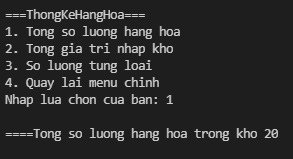 ===ThongKeHangHoa===
1. Tong so luong hang hoa
2. Tong gia tri nhap kho
3. So luong tung loai
4. Quay lai menu chinh
Nhap lua chon cua ban: 1
====Tong so luong hang hoa trong kho 20